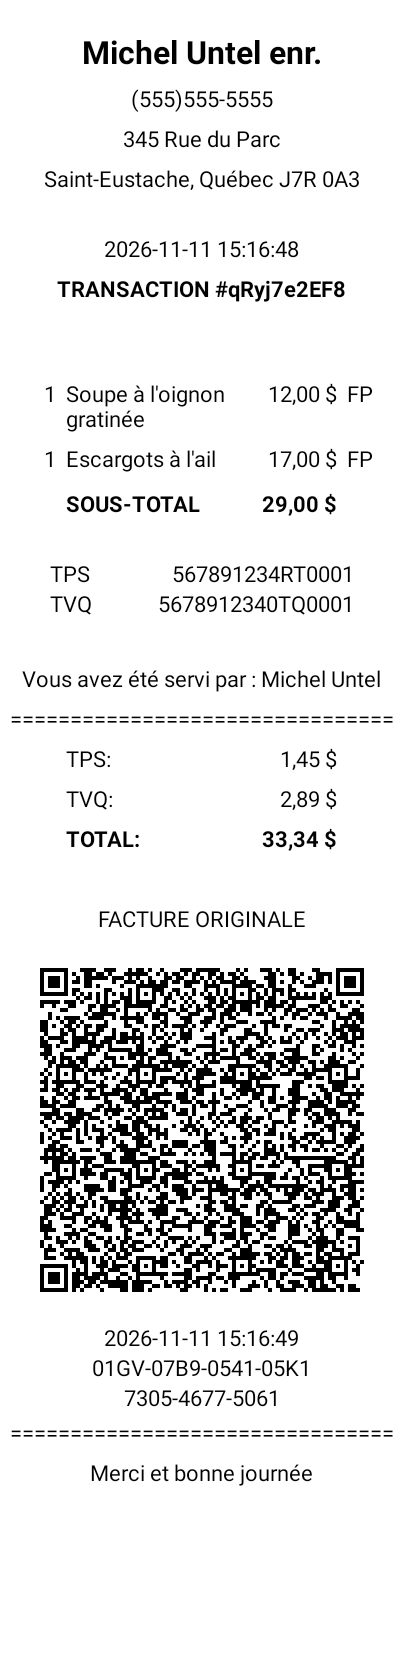 Michel Untel enr.
(555)555-5555
345 Rue du Parc
Saint-Eustache, Québec J7R 0A3
2026-11-11 15:16:48
TRANSACTION #qRyj7e2EF8
1 Soupe à l'oignon 12,00 $ FP
gratinée
1 Escargots à l'ail 17,00 $ FP
SOUS-TOTAL 29,00 $
TPS 567891234RT0001
TVQ 5678912340TQ0001
Vous avez été servi par : Michel Untel
================================
TPS: 1,45 $
TVQ: 2,89 $
TOTAL: 33,34 $
FACTURE ORIGINALE
2026-11-11 15:16:49
01GV-07B9-0541-05K1
7305-4677-5061
================================
Merci et bonne journée